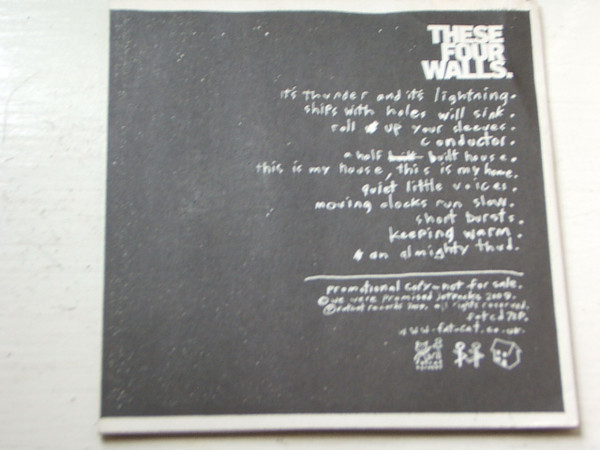 THESE
FOUR
WALLS.
it's thunder and it's lightning.
ships with holes will sink.
roll up your sleeves.
conductor.
a half built built house.
this is my house, this is my home.
quiet little voices.
moving clocks run slow.
short bursts.
keeping warm.
an almighty thud.
promotional copy - not for sale.
© we were promised jetpacks 2009.
℗ fatcat records 2009. all rights reserved.
fatcd78P.
www.fat-cat.co.uk.